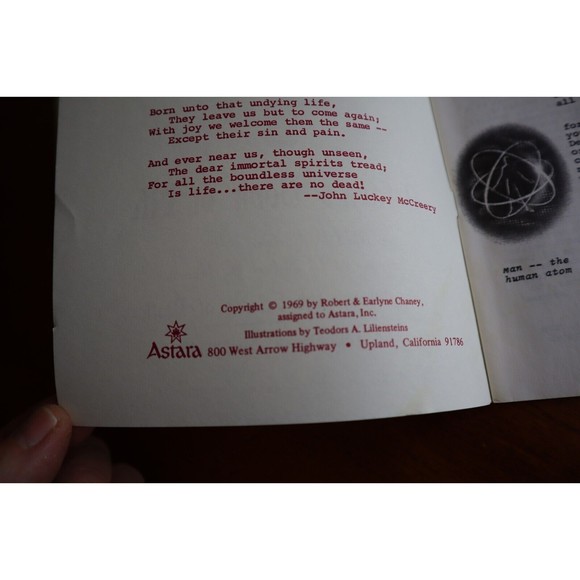 Born unto that undying life,
They leave us but to come again;
With joy we welcome them the same --
Except their sin and pain.
And ever near us, though unseen,
The dear immortal spirits tread;
For all the boundless universe
Is life...there are no dead!
--John Luckey McCreery
Copyright © 1969 by Robert & Earlyne Chaney,
assigned to Astara, Inc.
Illustrations by Teodors A. Liliensteins
Astara 800 West Arrow Highway • Upland, California 91786
all
man -- the
human atom